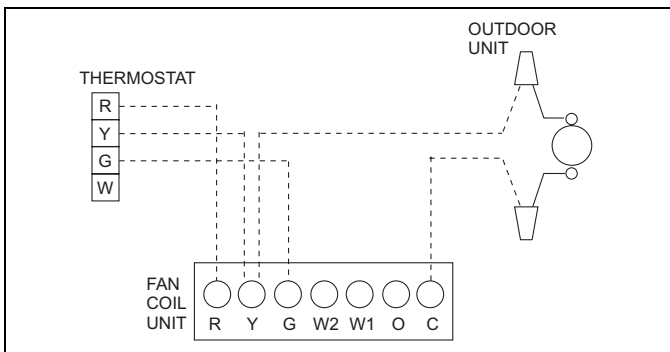 OUTDOOR
UNIT
THERMOSTAT
R
Y
G
W
FAN
COIL
UNIT
R Y G W2 W1 O C